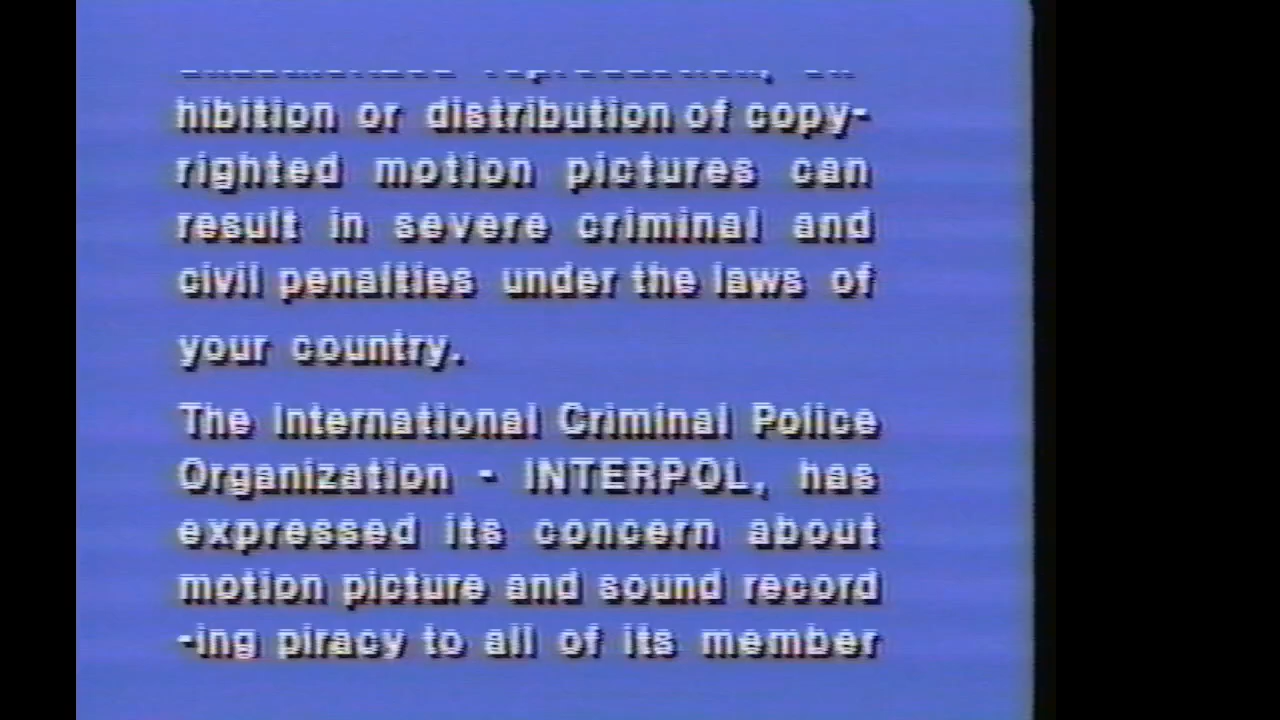 hibition or distribution of copy-
righted motion pictures can
result in severe criminal and
civil penalties under the laws of
your country.
The International Criminal Police
Organization - INTERPOL, has
expressed its concern about
motion picture and sound record
-ing piracy to all of its member